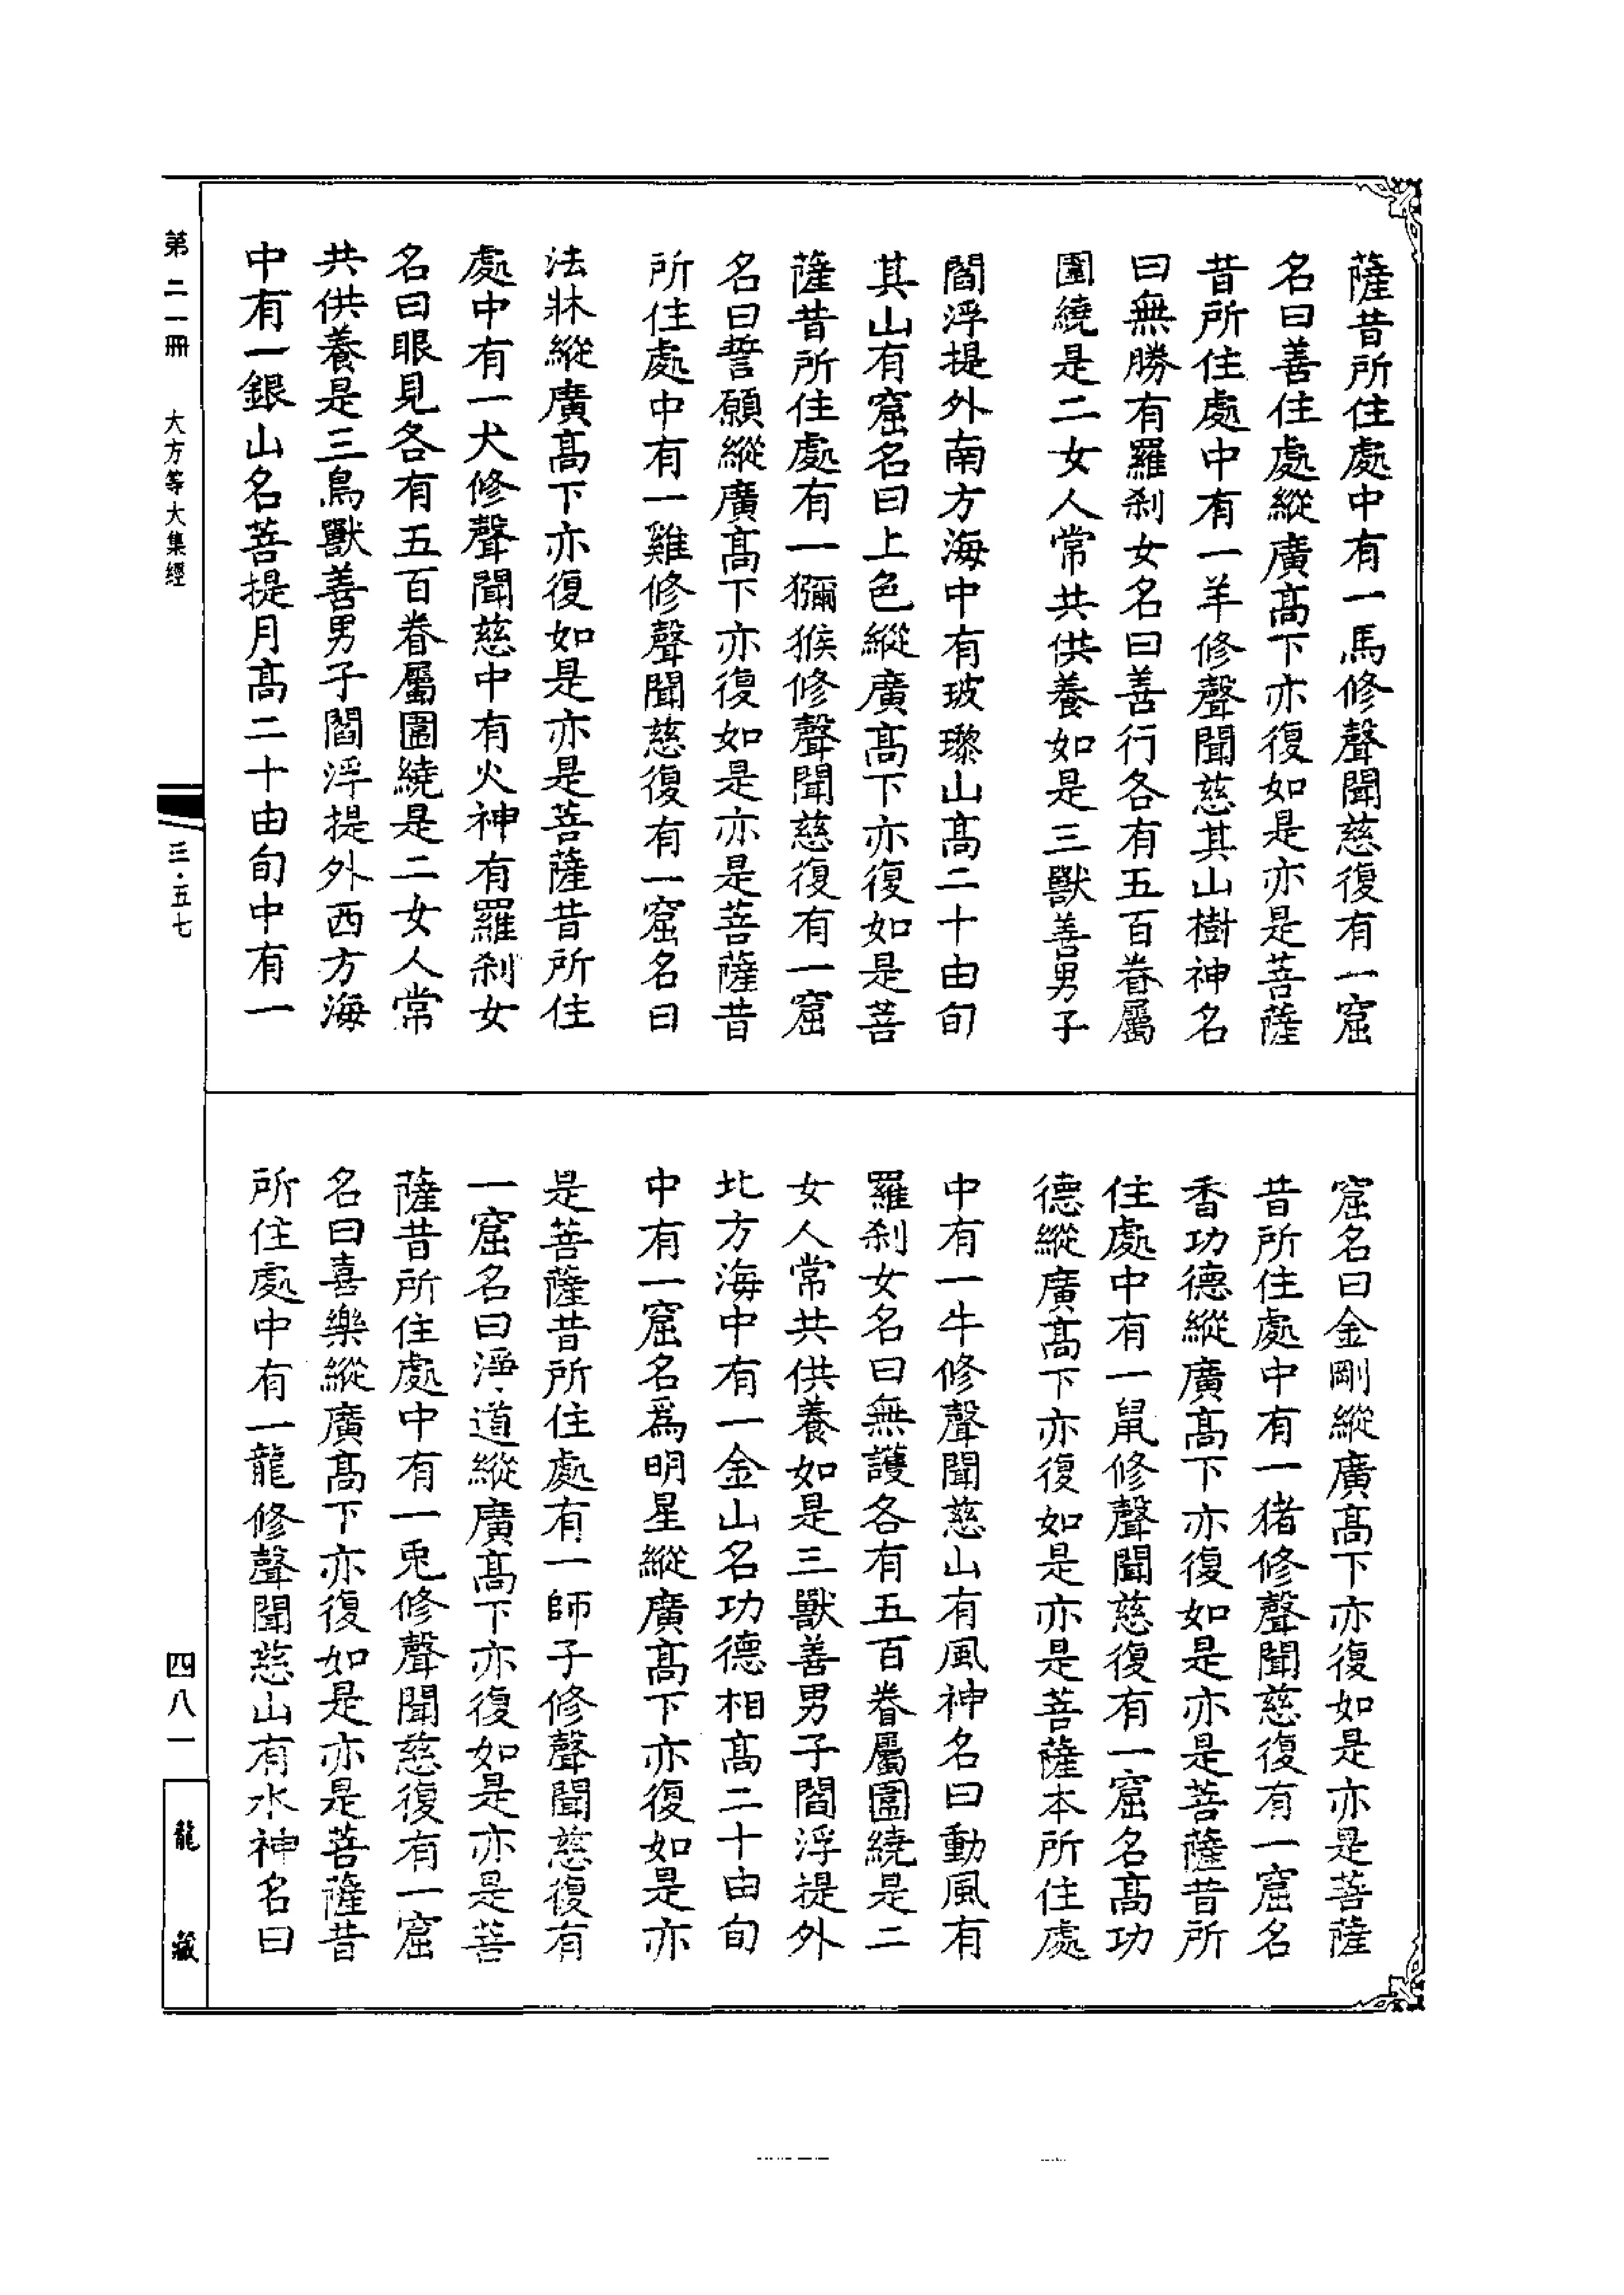 薩昔所住處中有一馬修聲聞慈復有一窟
名曰善住處縱廣髙下亦復如是亦是菩薩
昔所住處中有一羊修聲聞慈其山樹神名
曰無勝有羅刹女名曰善行各有五百眷屬
圍繞是二女人常共供養如是三獸善男子
閻浮提外南方海中有玻瓈山髙二十由旬
其山有窟名曰上色縱廣髙下亦復如是菩
薩昔所住處有一獼猴修聲聞慈復有一窟
名曰誓願縱廣髙下亦復如是亦是菩薩昔
所住處中有一雞修聲聞慈復有一窟名曰
法牀縱廣髙下亦復如是亦是菩薩昔所住
處中有一犬修聲聞慈中有火神有羅刹女
名曰眼見各有五百眷屬圍繞是二女人常
共供養是三鳥獸善男子閻浮提外西方海
中有一銀山名菩提月髙二十由旬中有一
窟名曰金剛縱廣髙下亦復如是亦是菩薩
昔所住處中有一猪修聲聞慈復有一窟名
香功德縱廣髙下亦復如是亦是菩薩昔所
住處中有一鼠修聲聞慈復有一窟名髙功
德縱廣髙下亦復如是亦是菩薩本所住處
中有一牛修聲聞慈山有風神名曰動風有
羅刹女名曰無護各有五百眷屬圍繞是二
女人常共供養如是三獸善男子閻浮提外
北方海中有一金山名功德相髙二十由旬
中有一窟名爲明星縱廣髙下亦復如是亦
是菩薩昔所住處有一師子修聲聞慈復有
一窟名曰淨道縱廣髙下亦復如是亦是菩
薩昔所住處中有一兎修聲聞慈復有一窟
名曰喜樂縱廣髙下亦復如是亦是菩薩昔
所住處中有一龍修聲聞慈山有水神名曰
第二一冊 大方等大集經 三·五七 四八一 龍藏